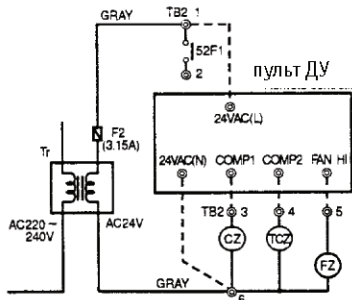 GRAY
TB2 1
52F1
2
пульт ДУ
24VAC(L)
F2
(3.15A)
Tr
24VAC(N) COMP1 COMP2 FAN HI
AC220~
240V
AC24V
TB2 3
4
5
CZ
TCZ
FZ
GRAY
6